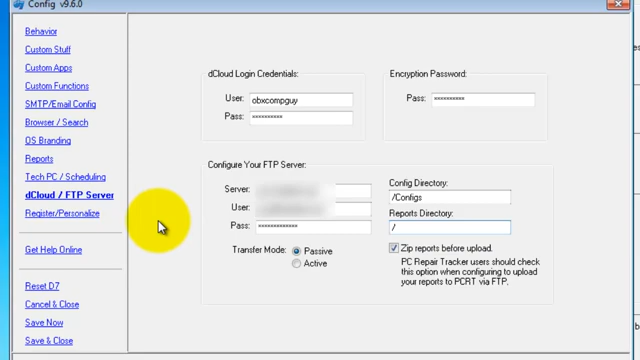 Config v9.6.0
Behavior
Custom Stuff
Custom Apps
Custom Functions
SMTP/Email Config
Browser / Search
OS Branding
Reports
Tech PC / Scheduling
dCloud / FTP Server
Register/Personalize
Get Help Online
Reset D7
Cancel & Close
Save Now
Save & Close
dCloud Login Credentials:
User: obxcompguy
Pass: **********
Encryption Password:
Pass: **********
Configure Your FTP Server:
Server:
User:
Pass: *************
Transfer Mode: Passive
Active
Config Directory:
/Configs
Reports Directory:
/
Zip reports before upload.
PC Repair Tracker users should check
this option when configuring to upload
your reports to PCRT via FTP.